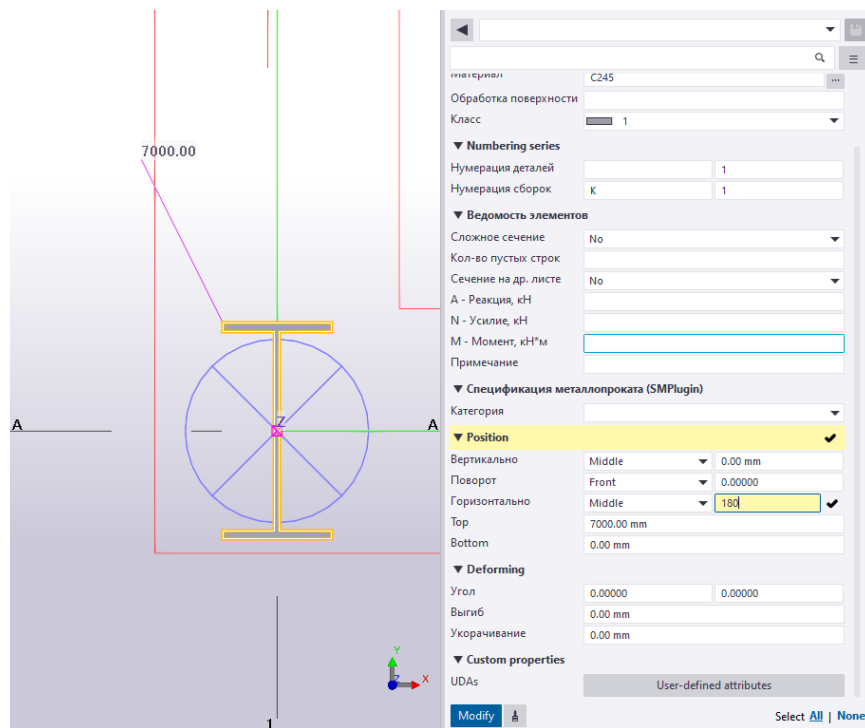 7000.00
Z
A
A
1
Y
Z
X
Материал
C245
...
Обработка поверхности
Класс
1
Numbering series
Нумерация деталей
1
Нумерация сборок
К
1
Ведомость элементов
Сложное сечение
No
Кол-во пустых строк
Сечение на др. листе
No
A - Реакция, кН
N - Усилие, кН
M - Момент, кН*м
Примечание
Спецификация металлопроката (SMPlugin)
Категория
Position
Вертикально
Middle
0.00 mm
Поворот
Front
0.00000
Горизонтально
Middle
180
Top
7000.00 mm
Bottom
0.00 mm
Deforming
Угол
0.00000
0.00000
Выгиб
0.00 mm
Укорачивание
0.00 mm
Custom properties
UDAs
User-defined attributes
Modify
Select All | None